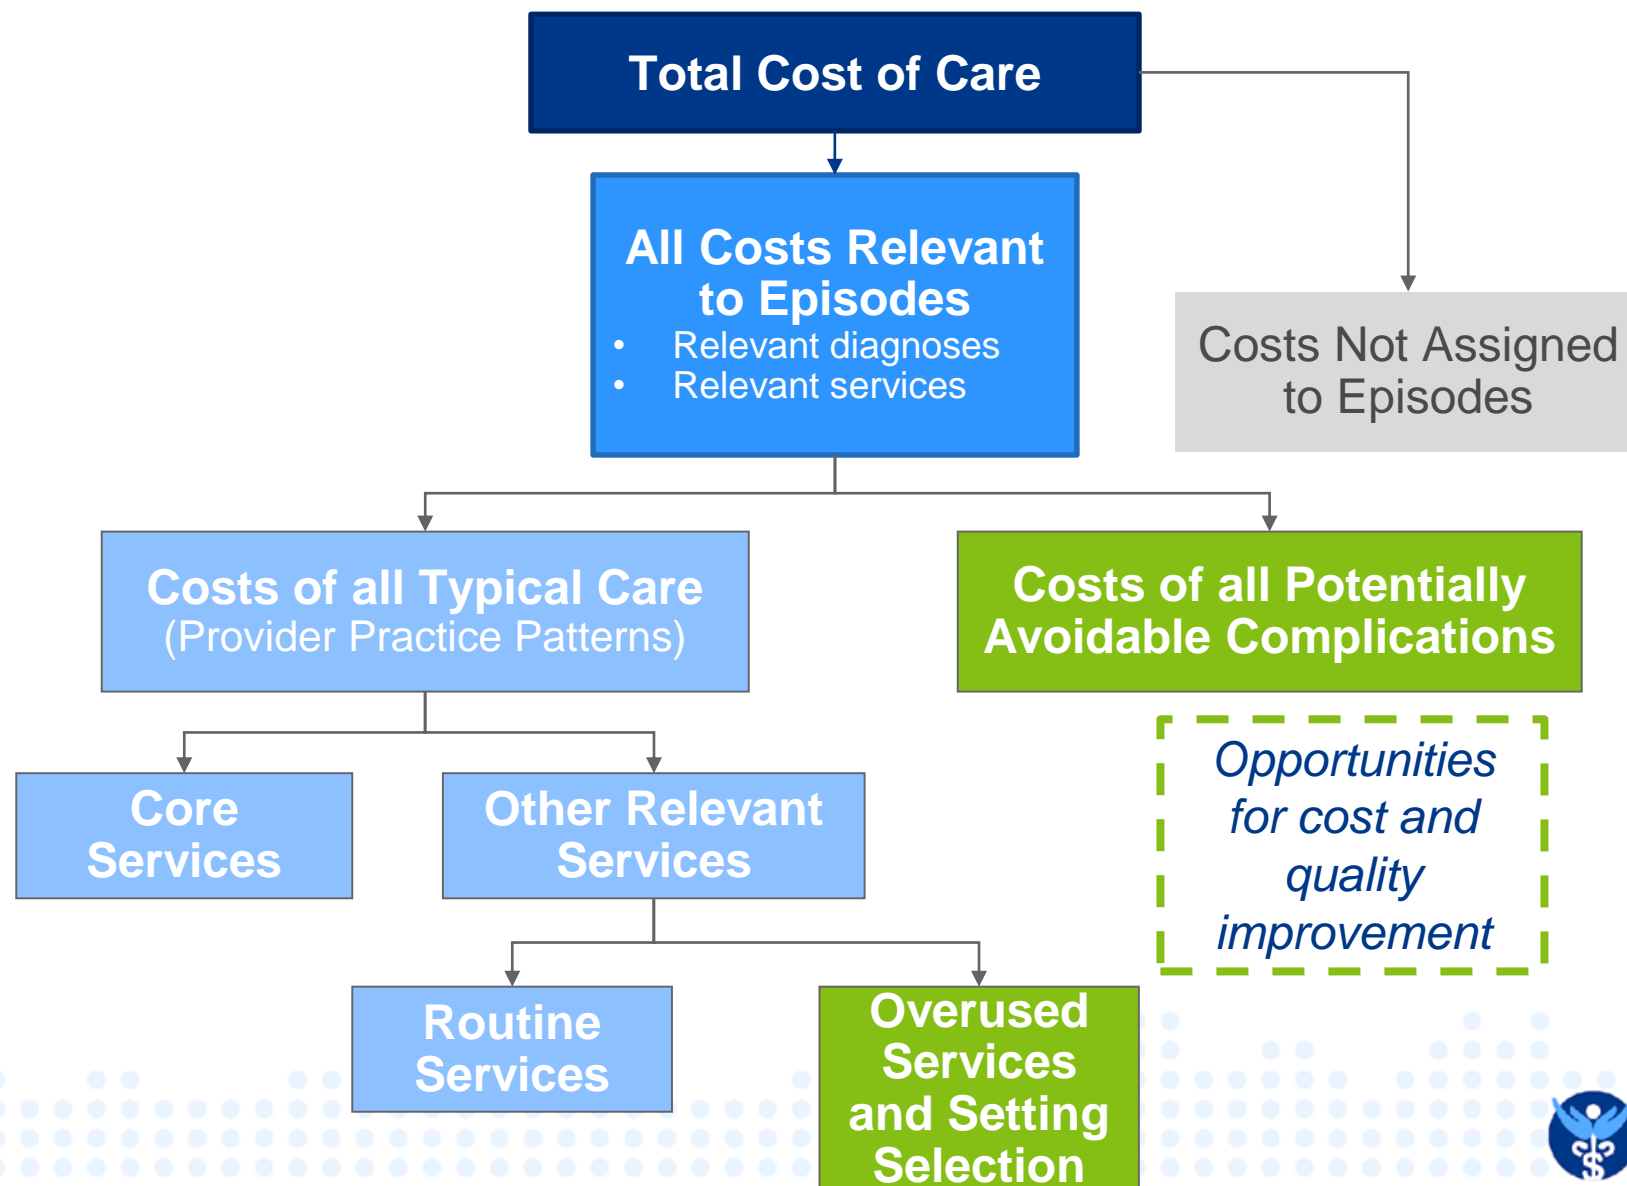 Total Cost of Care
All Costs Relevant
to Episodes
• Relevant diagnoses
• Relevant services
Costs Not Assigned
to Episodes
Costs of all Typical Care
(Provider Practice Patterns)
Costs of all Potentially
Avoidable Complications
Core
Services
Other Relevant
Services
Opportunities
for cost and
quality
improvement
Routine
Services
Overused
Services
and Setting
Selection